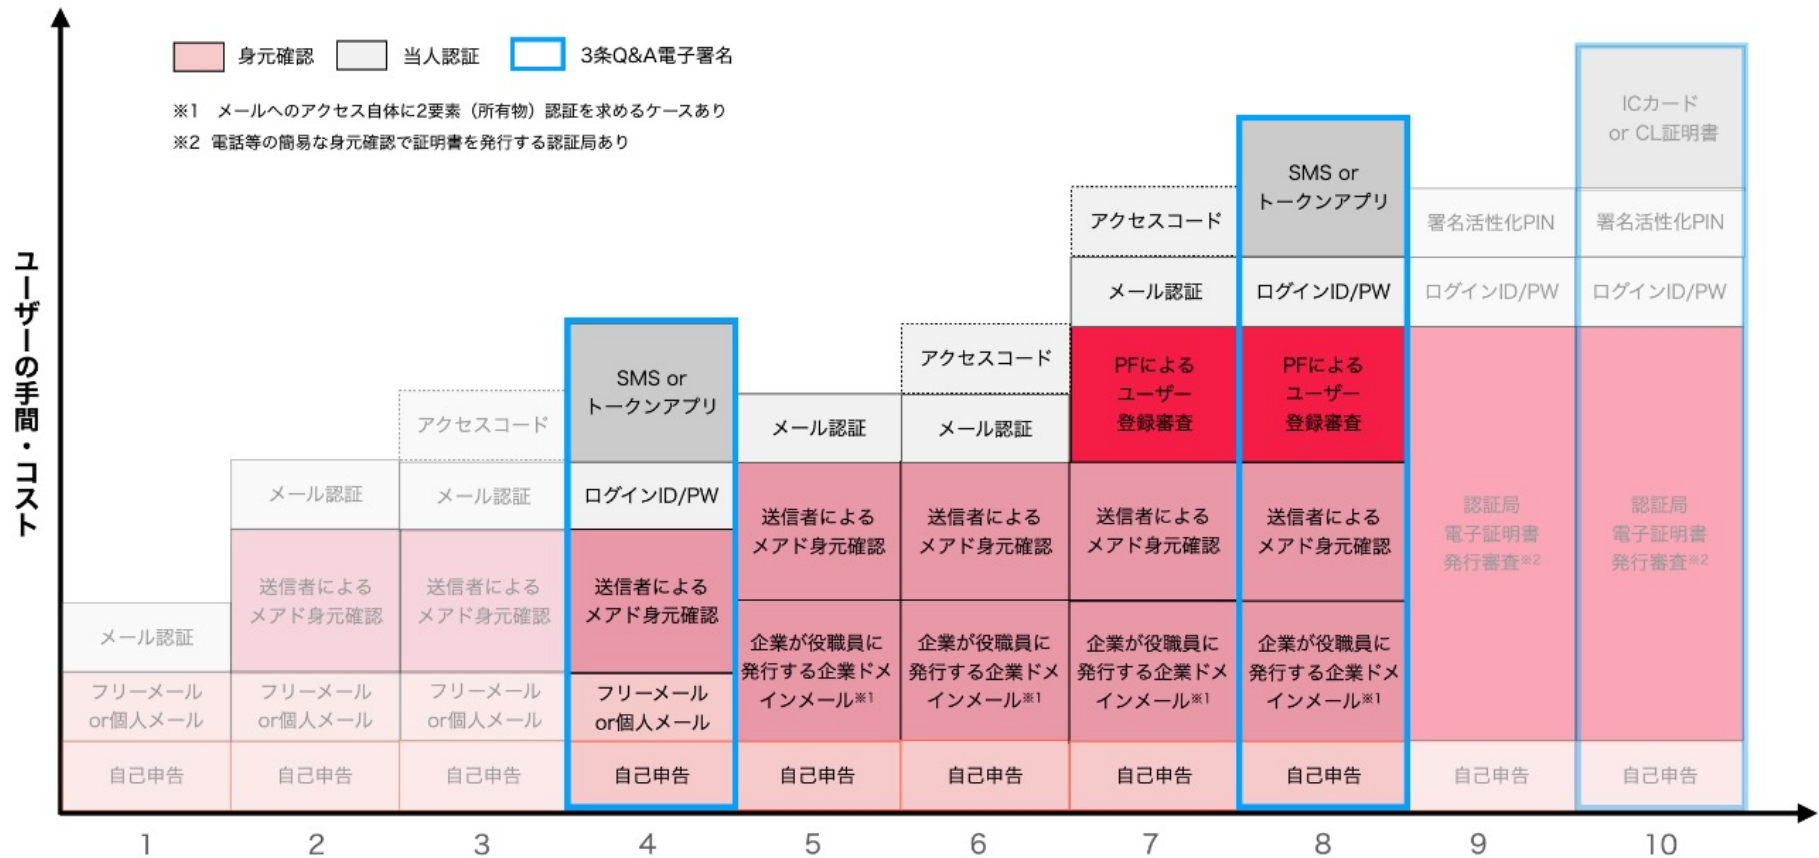 身元確認
当人認証
3条Q&A電子署名
※1 メールへのアクセス自体に2要素（所有物）認証を求めるケースあり
※2 電話等の簡易な身元確認で証明書を発行する認証局あり
ユーザーの手間・コスト
メール認証
フリーメール
or個人メール
自己申告
1
メール認証
送信者による
メアド身元確認
フリーメール
or個人メール
自己申告
2
アクセスコード
メール認証
送信者による
メアド身元確認
フリーメール
or個人メール
自己申告
3
SMS or
トークンアプリ
ログインID/PW
送信者による
メアド身元確認
フリーメール
or個人メール
自己申告
4
メール認証
送信者による
メアド身元確認
企業が役職員に
発行する企業ドメ
インメール※1
自己申告
5
アクセスコード
メール認証
送信者による
メアド身元確認
企業が役職員に
発行する企業ドメ
インメール※1
自己申告
6
アクセスコード
メール認証
PFによる
ユーザー
登録審査
送信者による
メアド身元確認
企業が役職員に
発行する企業ドメ
インメール※1
自己申告
7
SMS or
トークンアプリ
ログインID/PW
PFによる
ユーザー
登録審査
送信者による
メアド身元確認
企業が役職員に
発行する企業ドメ
インメール※1
自己申告
8
署名活性化PIN
ログインID/PW
認証局
電子証明書
発行審査※2
自己申告
9
ICカード
or CL証明書
署名活性化PIN
ログインID/PW
認証局
電子証明書
発行審査※2
自己申告
10